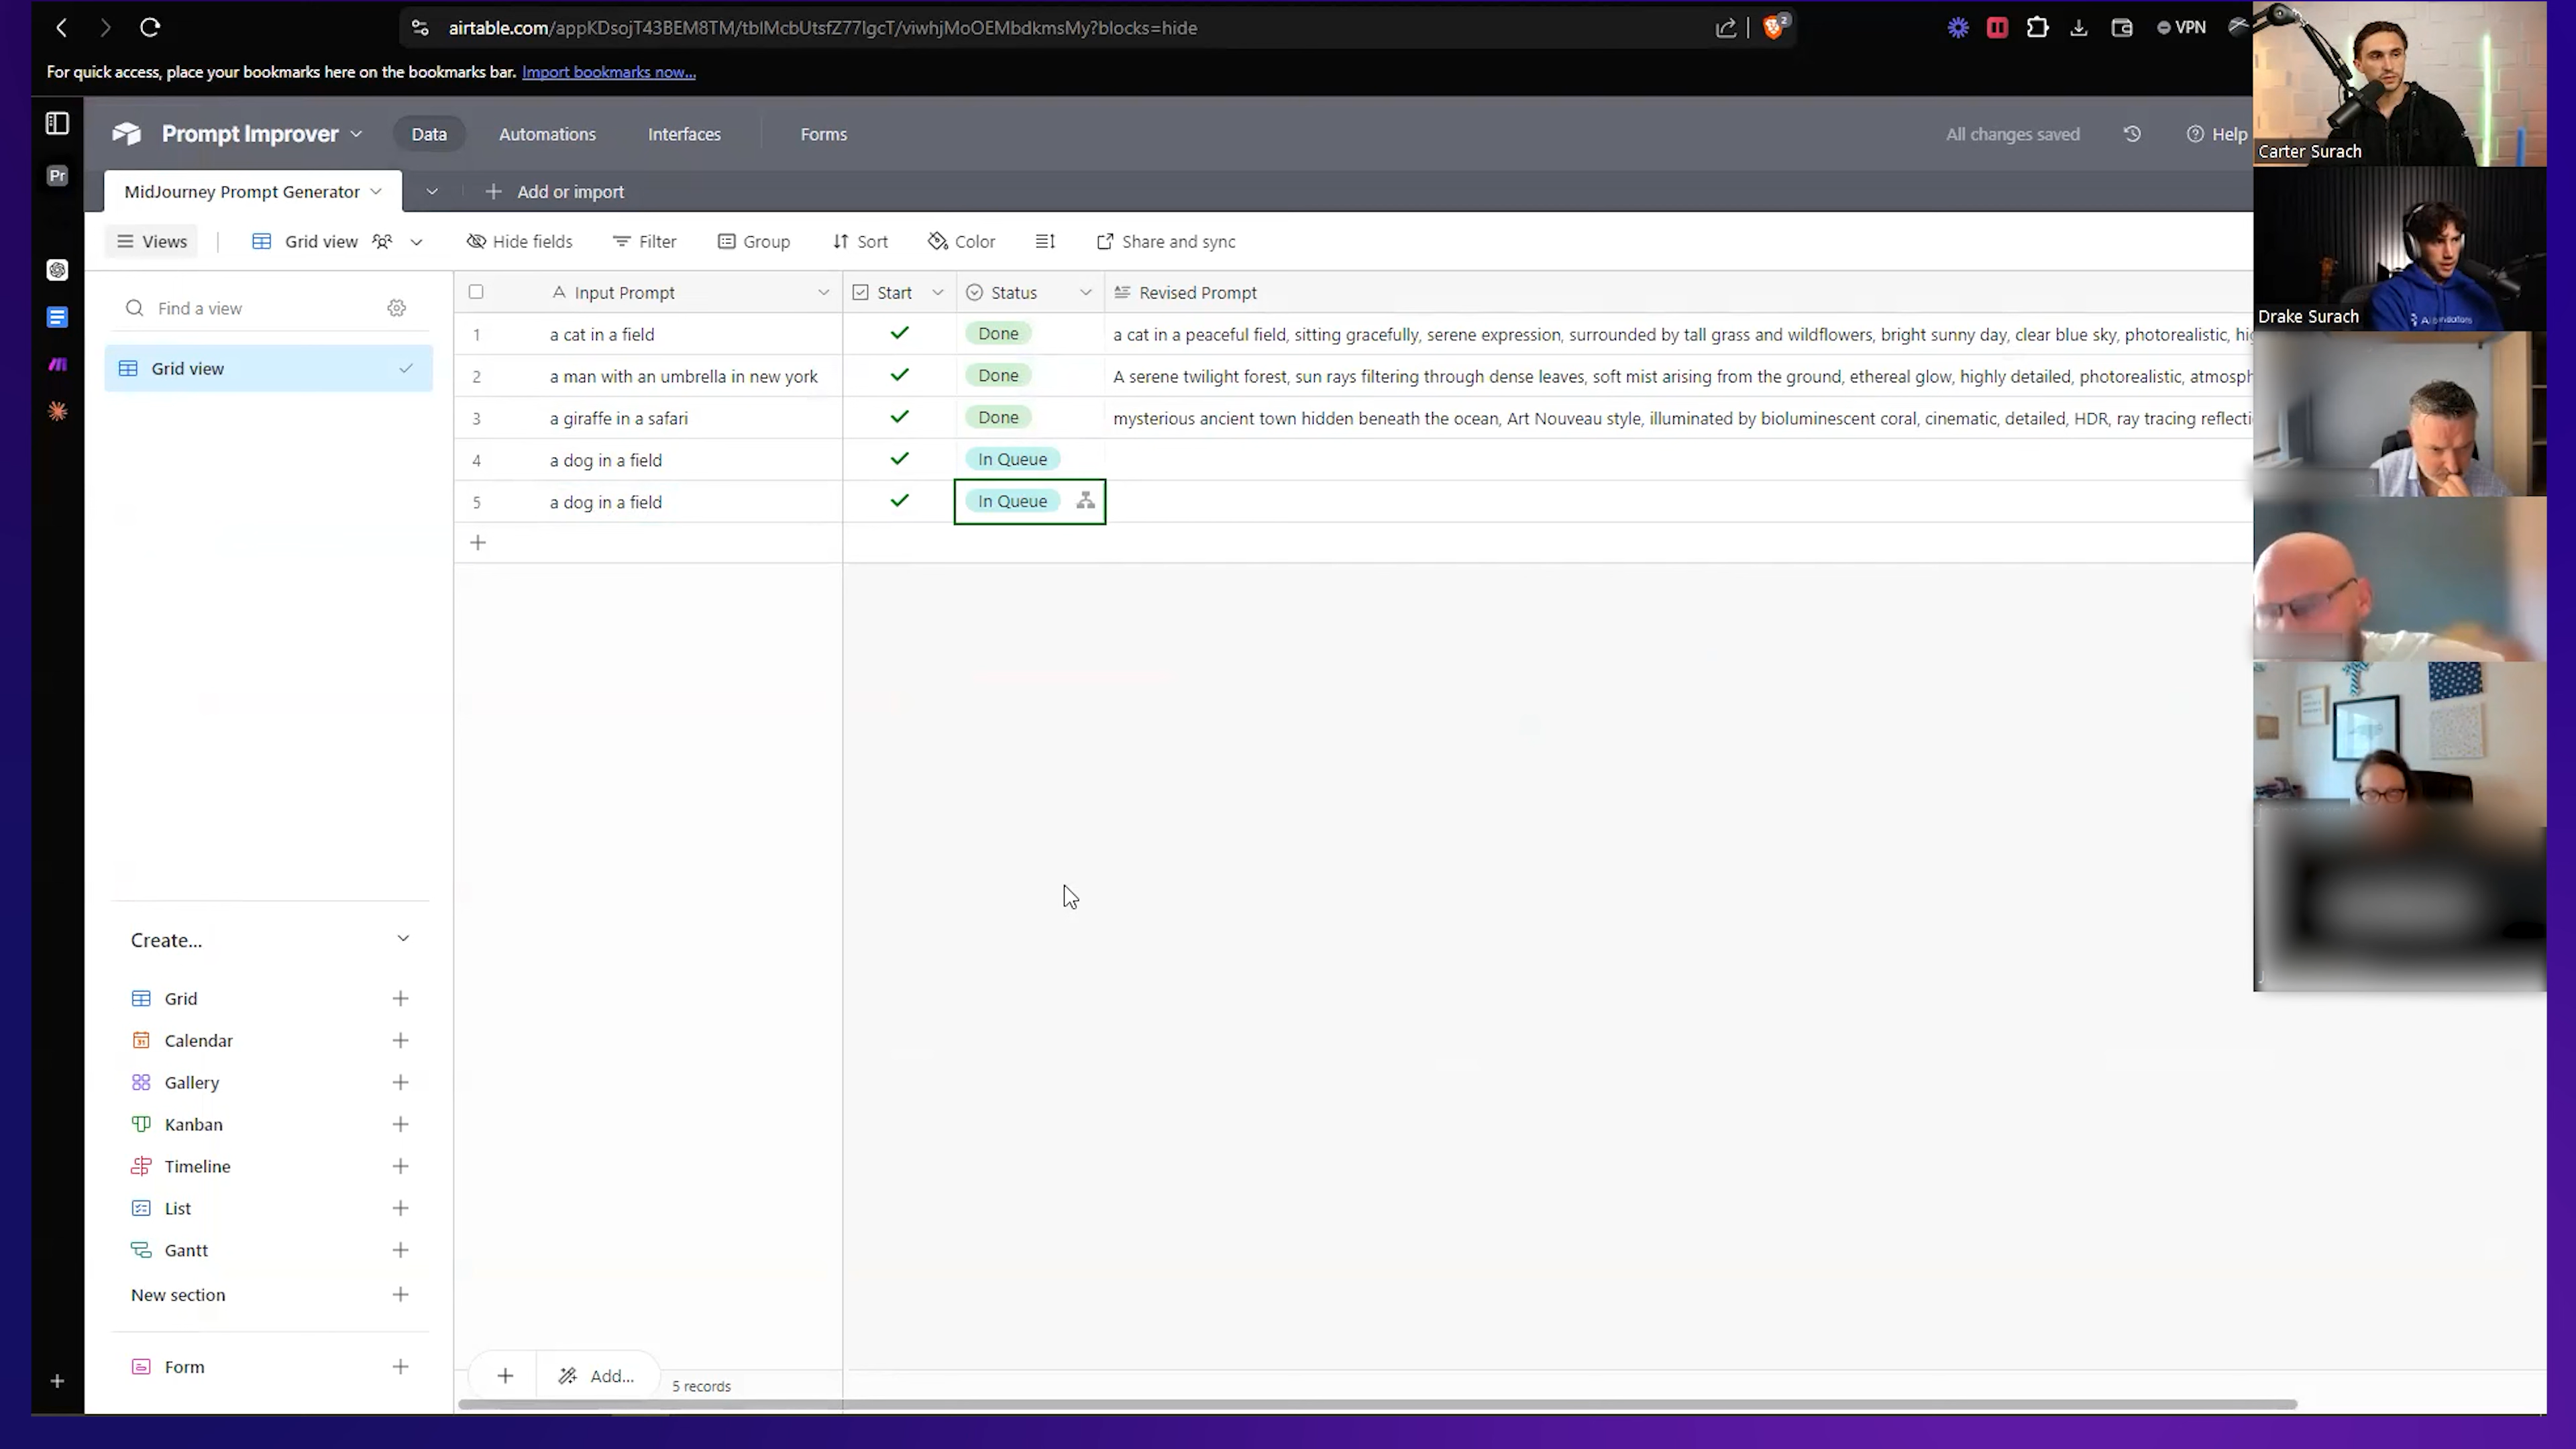 airtable.com/appKDsojT43BEM8TM/tblMcbUtsfZ77IgcT/viwhjMoOEMbdkmsMy?blocks=hide
2
VPN
For quick access, place your bookmarks here on the bookmarks bar. Import bookmarks now...
Prompt Improver
Data
Automations
Interfaces
Forms
All changes saved
Help
Pr
MidJourney Prompt Generator
Add or import
Views
Grid view
Hide fields
Filter
Group
Sort
Color
Share and sync
Find a view
Grid view
Input Prompt
Start
Status
Revised Prompt
1 a cat in a field Done a cat in a peaceful field, sitting gracefully, serene expression, surrounded by tall grass and wildflowers, bright sunny day, clear blue sky, photorealistic,
2 a man with an umbrella in new york Done A serene twilight forest, sun rays filtering through dense leaves, soft mist arising from the ground, ethereal glow, highly detailed, photorealistic, atmosph
3 a giraffe in a safari Done mysterious ancient town hidden beneath the ocean, Art Nouveau style, illuminated by bioluminescent coral, cinematic, detailed, HDR, ray tracing reflecti
4 a dog in a field In Queue
5 a dog in a field In Queue
Create...
Grid
Calendar
Gallery
Kanban
Timeline
List
Gantt
New section
Form
Add...
5 records
Carter Surach
Drake Surach